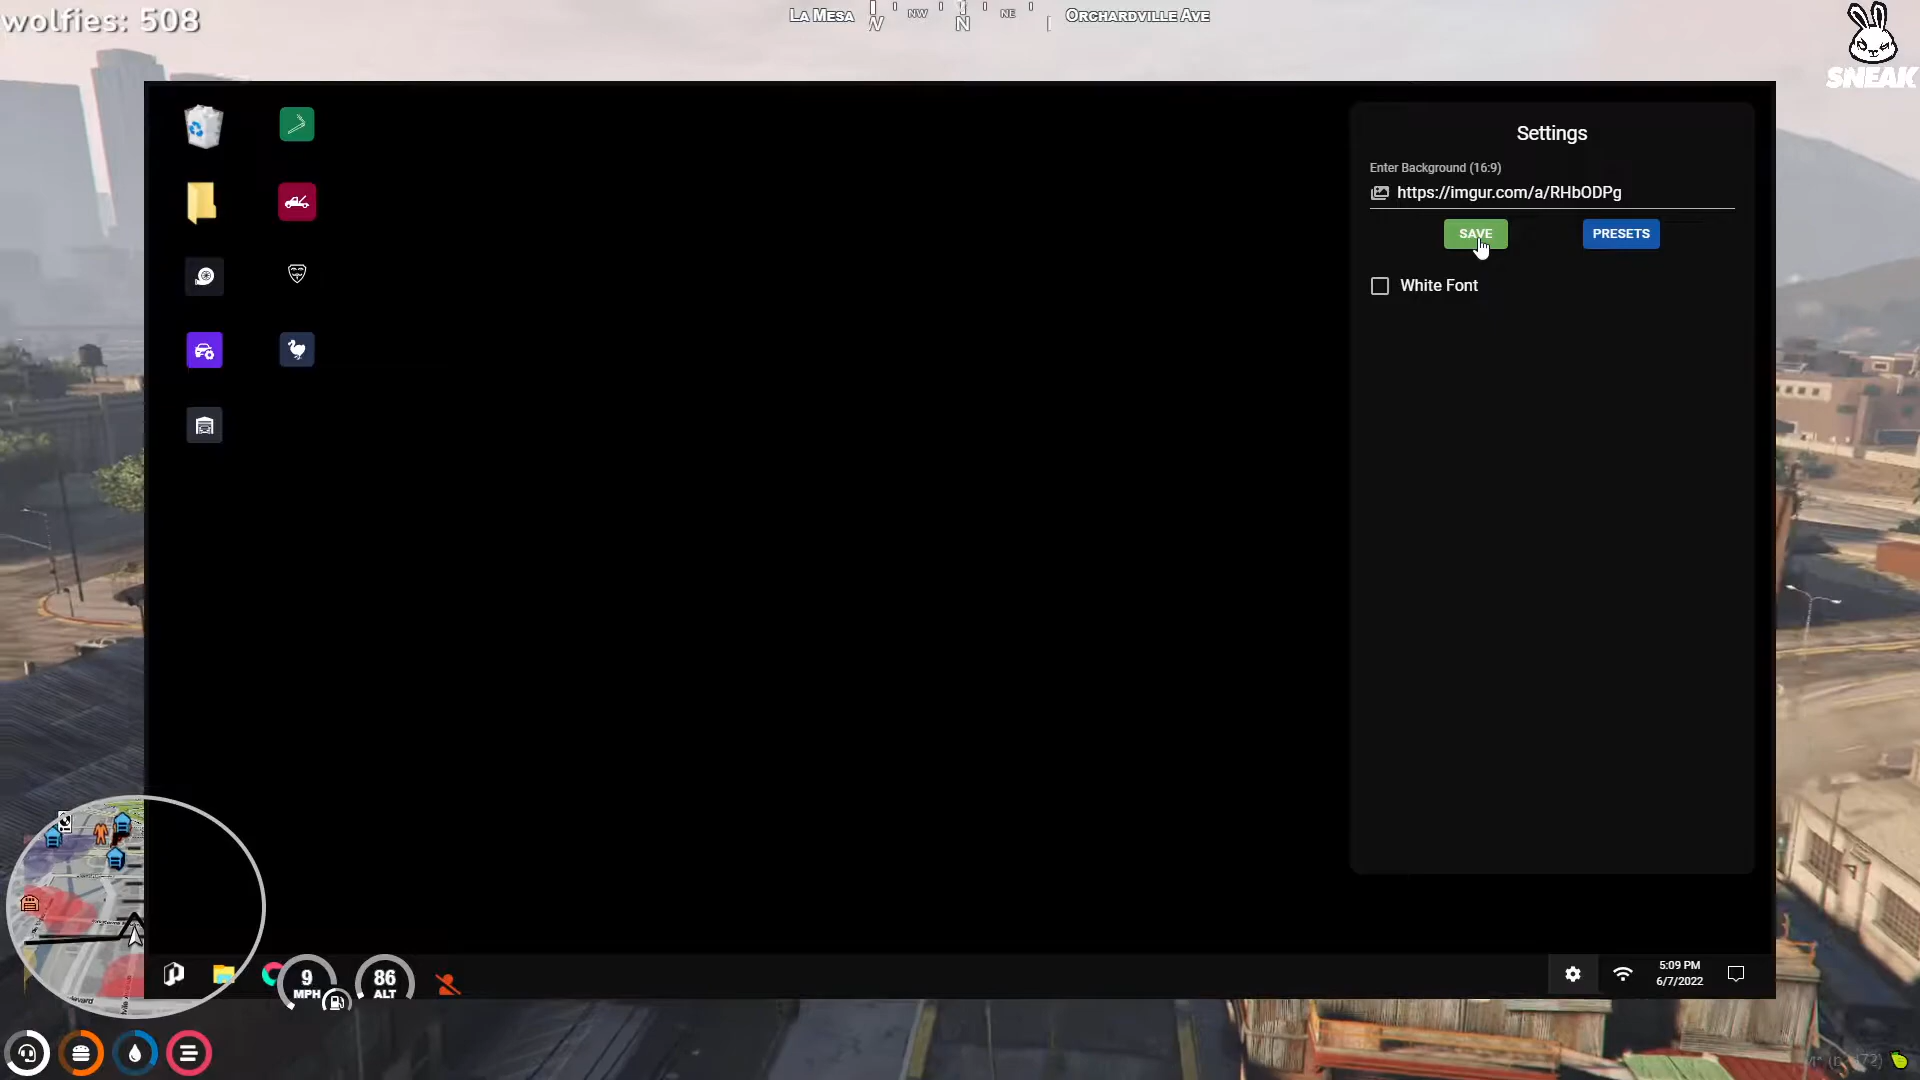 wolfies: 508
La Mesa
W
NW
N
NE
Orchardville Ave
SNEAK
Settings
Enter Background (16:9)
https://imgur.com/a/RHbODPg
SAVE
PRESETS
White Font
9
MPH
86
ALT
5:09 PM
6/7/2022